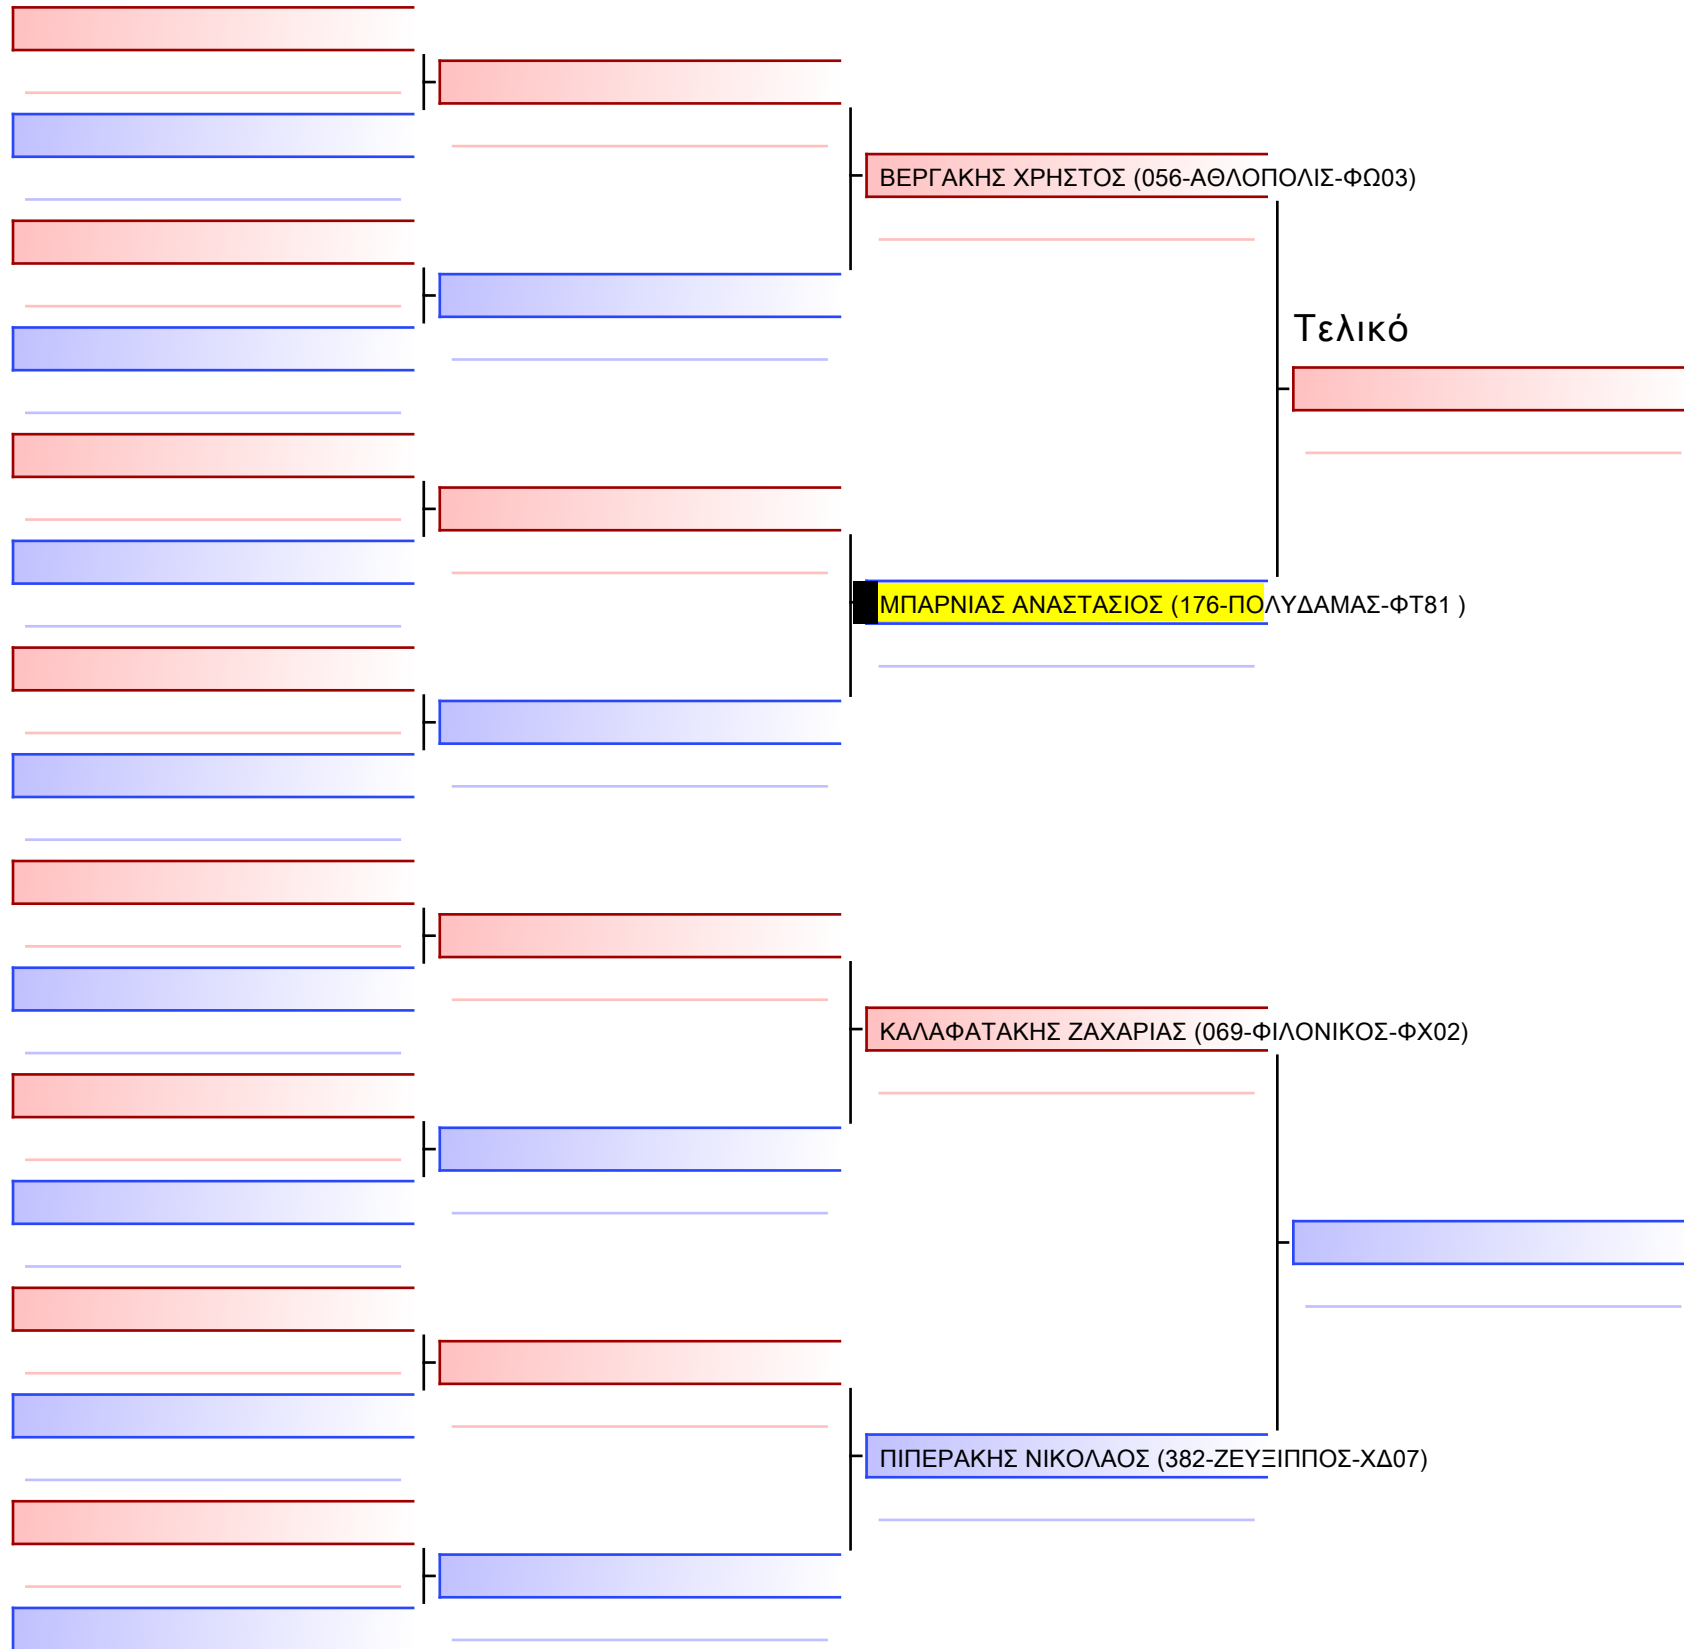 ΒΕΡΓΑΚΗΣ ΧΡΗΣΤΟΣ (056-ΑΘΛΟΠΟΛΙΣ-ΦΩ03)
Τελικό
ΜΠΑΡΝΙΑΣ ΑΝΑΣΤΑΣΙΟΣ (176-ΠΟΛΥΔΑΜΑΣ-ΦΤ81 )
ΚΑΛΑΦΑΤΑΚΗΣ ΖΑΧΑΡΙΑΣ (069-ΦΙΛΟΝΙΚΟΣ-ΦΧ02)
ΠΙΠΕΡΑΚΗΣ ΝΙΚΟΛΑΟΣ (382-ΖΕΥΞΙΠΠΟΣ-ΧΔ07)